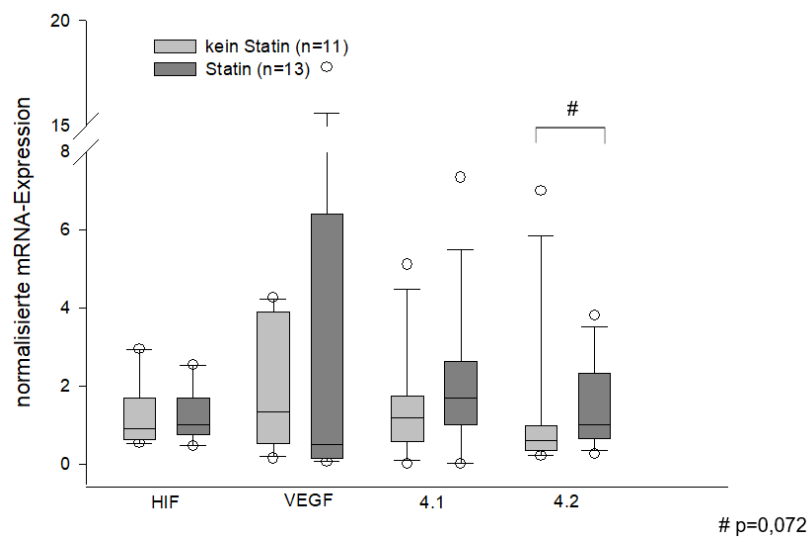 20
kein Statin (n=11)
Statin (n=13)
15
#
8
6
4
2
0
normalisierte mRNA-Expression
HIF
VEGF
4.1
4.2
# p=0,072